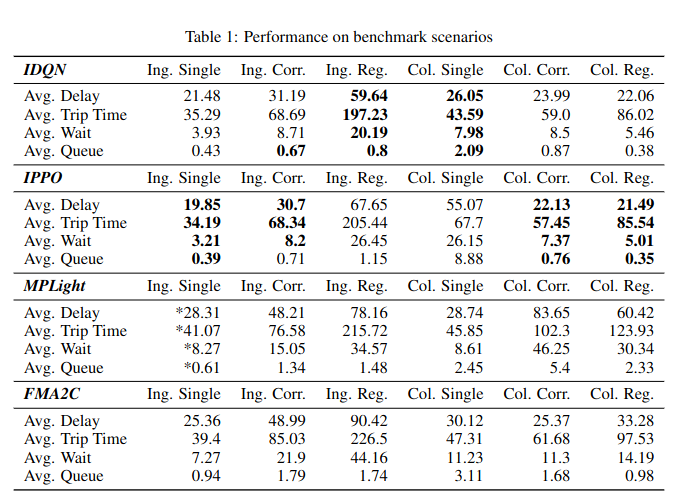 Table 1: Performance on benchmark scenarios
IDQN Ing. Single Ing. Corr. Ing. Reg. Col. Single Col. Corr. Col. Reg.
Avg. Delay 21.48 31.19 59.64 26.05 23.99 22.06
Avg. Trip Time 35.29 68.69 197.23 43.59 59.0 86.02
Avg. Wait 3.93 8.71 20.19 7.98 8.5 5.46
Avg. Queue 0.43 0.67 0.8 2.09 0.87 0.38
IPPO Ing. Single Ing. Corr. Ing. Reg. Col. Single Col. Corr. Col. Reg.
Avg. Delay 19.85 30.7 67.65 55.07 22.13 21.49
Avg. Trip Time 34.19 68.34 205.44 67.7 57.45 85.54
Avg. Wait 3.21 8.2 26.45 26.15 7.37 5.01
Avg. Queue 0.39 0.71 1.15 8.88 0.76 0.35
MPLight Ing. Single Ing. Corr. Ing. Reg. Col. Single Col. Corr. Col. Reg.
Avg. Delay *28.31 48.21 78.16 28.74 83.65 60.42
Avg. Trip Time *41.07 76.58 215.72 45.85 102.3 123.93
Avg. Wait *8.27 15.05 34.57 8.61 46.25 30.34
Avg. Queue *0.61 1.34 1.48 2.45 5.4 2.33
FMA2C Ing. Single Ing. Corr. Ing. Reg. Col. Single Col. Corr. Col. Reg.
Avg. Delay 25.36 48.99 90.42 30.12 25.37 33.28
Avg. Trip Time 39.4 85.03 226.5 47.31 61.68 97.53
Avg. Wait 7.27 21.9 44.16 11.23 11.3 14.19
Avg. Queue 0.94 1.79 1.74 3.11 1.68 0.98